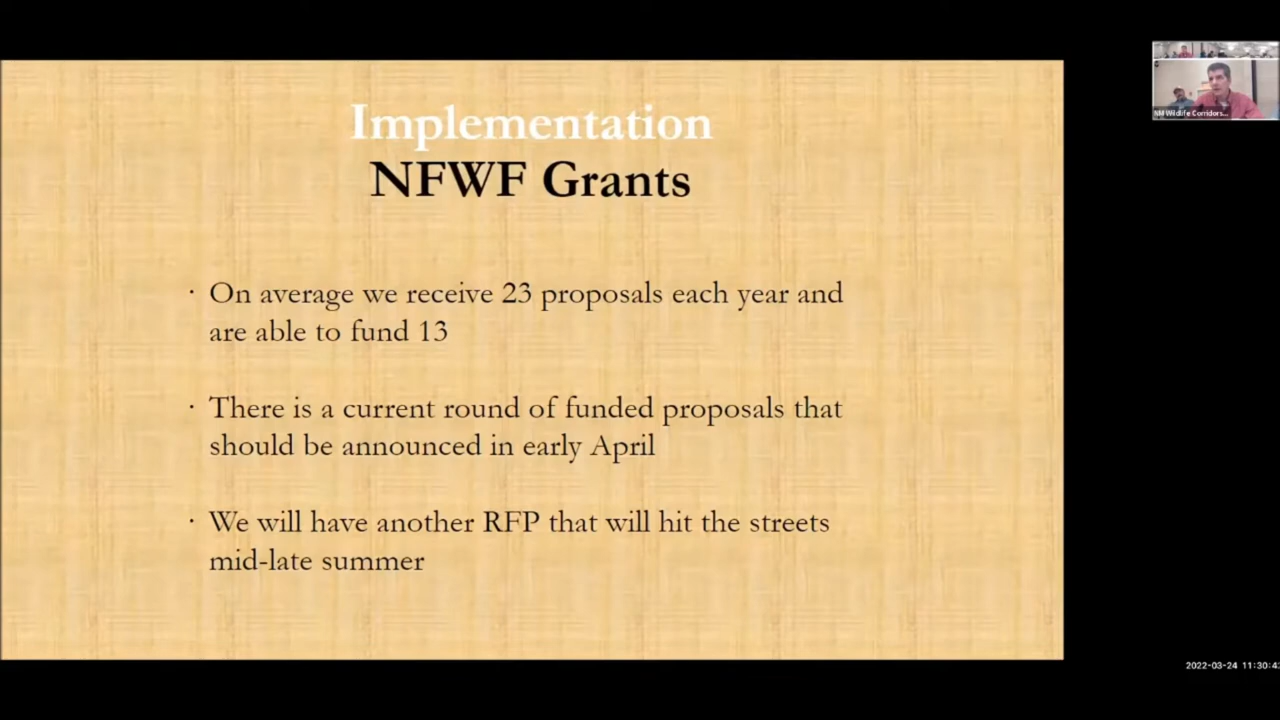 Implementation
NFWF Grants
· On average we receive 23 proposals each year and
are able to fund 13
· There is a current round of funded proposals that
should be announced in early April
· We will have another RFP that will hit the streets
mid-late summer
NM Wildlife Corridors...
2022-03-24 11:30:4